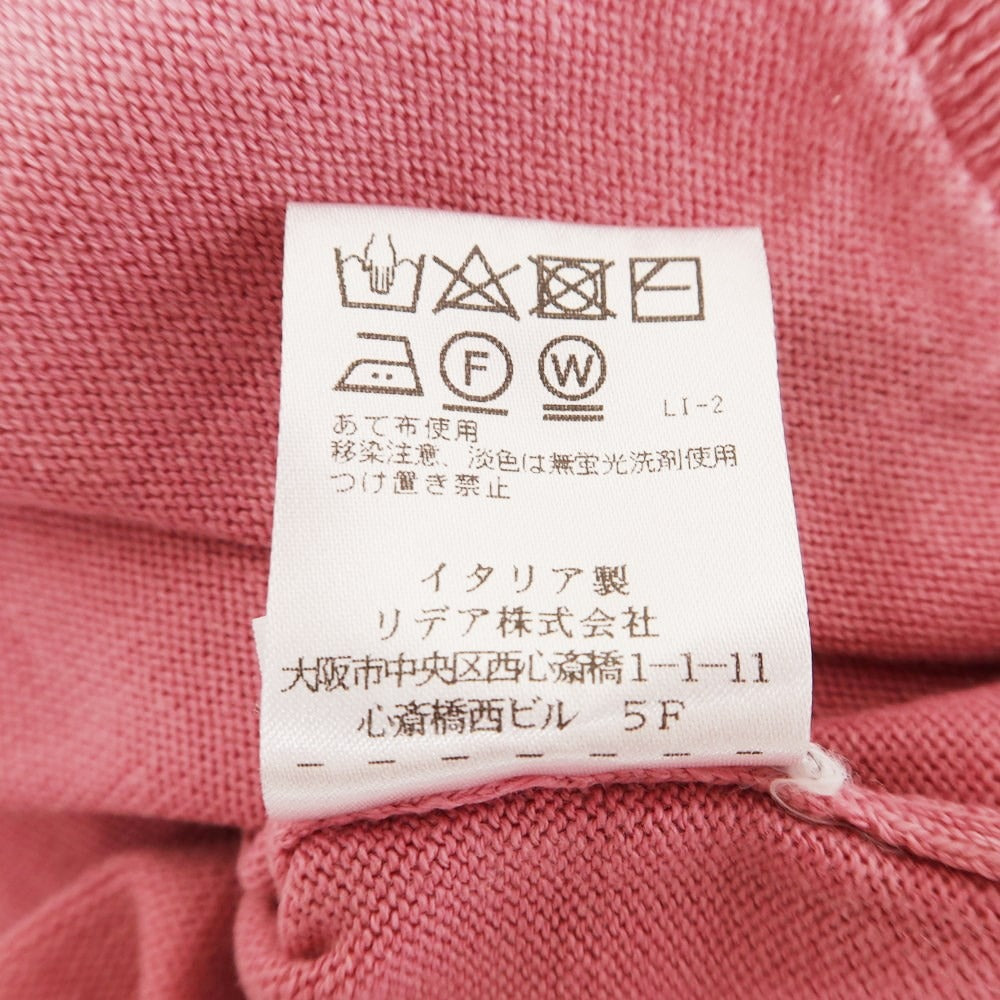 F W LI-2
あて布使用
移染注意、淡色は無蛍光洗剤使用
つけ置き禁止
イタリア製
リデア株式会社
大阪市中央区西心斎橋1-1-11
心斎橋西ビル 5F